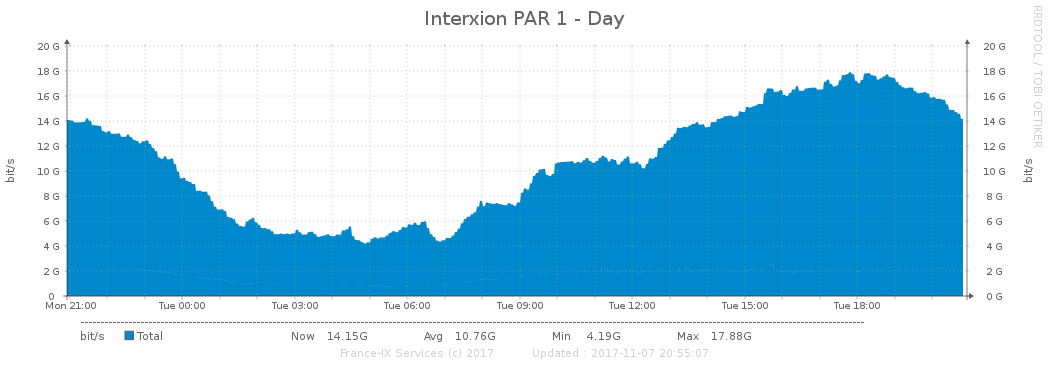 Interxion PAR 1 - Day
RRDTOOL / TOBI OETIKER
20 G 20 G
18 G 18 G
16 G 16 G
14 G 14 G
12 G 12 G
10 G 10 G
8 G 8 G
6 G 6 G
4 G 4 G
2 G 2 G
0 0 G
bit/s
bit/s
Mon 21:00 Tue 00:00 Tue 03:00 Tue 06:00 Tue 09:00 Tue 12:00 Tue 15:00 Tue 18:00
bit/s Total Now 14.15G Avg 10.76G Min 4.19G Max 17.88G
France-IX Services (c) 2017 Updated : 2017-11-07 20:55:07